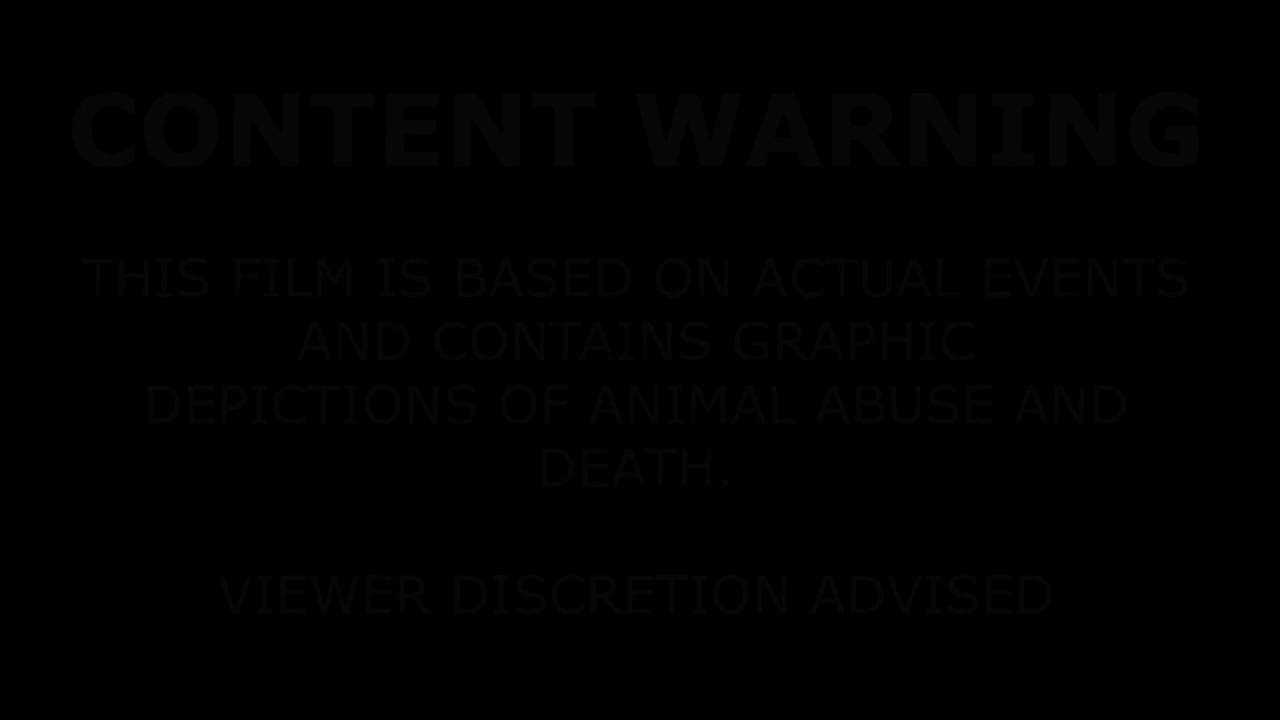 CONTENT WARNING
THIS FILM IS BASED ON ACTUAL EVENTS
AND CONTAINS GRAPHIC
DEPICTIONS OF ANIMAL ABUSE AND
DEATH.
VIEWER DISCRETION ADVISED